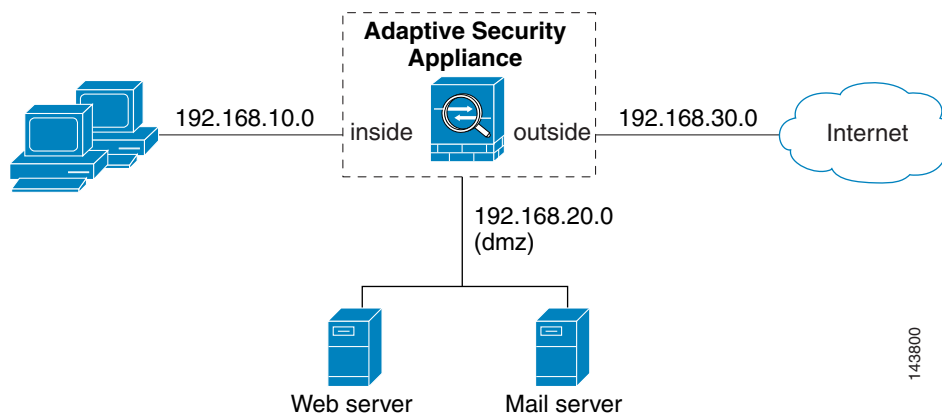 Adaptive Security
Appliance
192.168.10.0
inside
outside
192.168.30.0
Internet
192.168.20.0
(dmz)
Web server
Mail server
143800